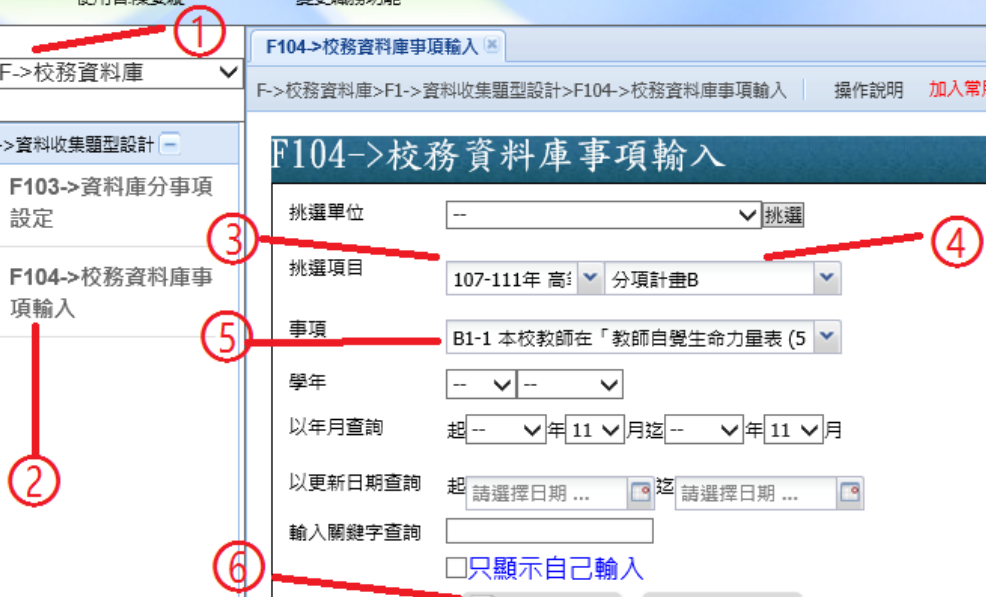 變更職務功能
①
F->校務資料庫
F104->校務資料庫事項輸入
F->校務資料庫>F1->資料收集題型設計>F104->校務資料庫事項輸入 操作說明 加入常用
->資料收集題型設計
F103->資料庫分事項
設定
F104->校務資料庫事
項輸入
②
F104->校務資料庫事項輸入
挑選單位 -- 挑選
③ ④
挑選項目 107-111年 高等 分項計畫B
⑤
事項 B1-1 本校教師在「教師自覺生命力量表 (5
學年 -- --
以年月查詢 起 -- 年 11 月迄 -- 年 11 月
以更新日期查詢 起 請選擇日期 ... 迄 請選擇日期 ...
輸入關鍵字查詢
只顯示自己輸入
⑥